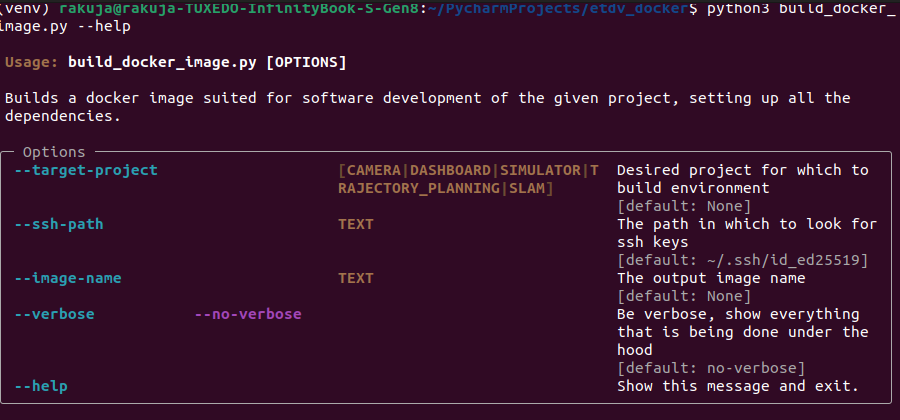 (venv) rakuja@rakuja-TUXEDO-InfinityBook-S-Gen8:~/PycharmProjects/etdv_docker$ python3 build_docker_
image.py --help
Usage: build_docker_image.py [OPTIONS]
Builds a docker image suited for software development of the given project, setting up all the
dependencies.
Options
--target-project [CAMERA|DASHBOARD|SIMULATOR|T Desired project for which to
RAJECTORY_PLANNING|SLAM] build environment
[default: None]
--ssh-path TEXT The path in which to look for
ssh keys
[default: ~/.ssh/id_ed25519]
--image-name TEXT The output image name
[default: None]
--verbose --no-verbose Be verbose, show everything
that is being done under the
hood
[default: no-verbose]
--help Show this message and exit.